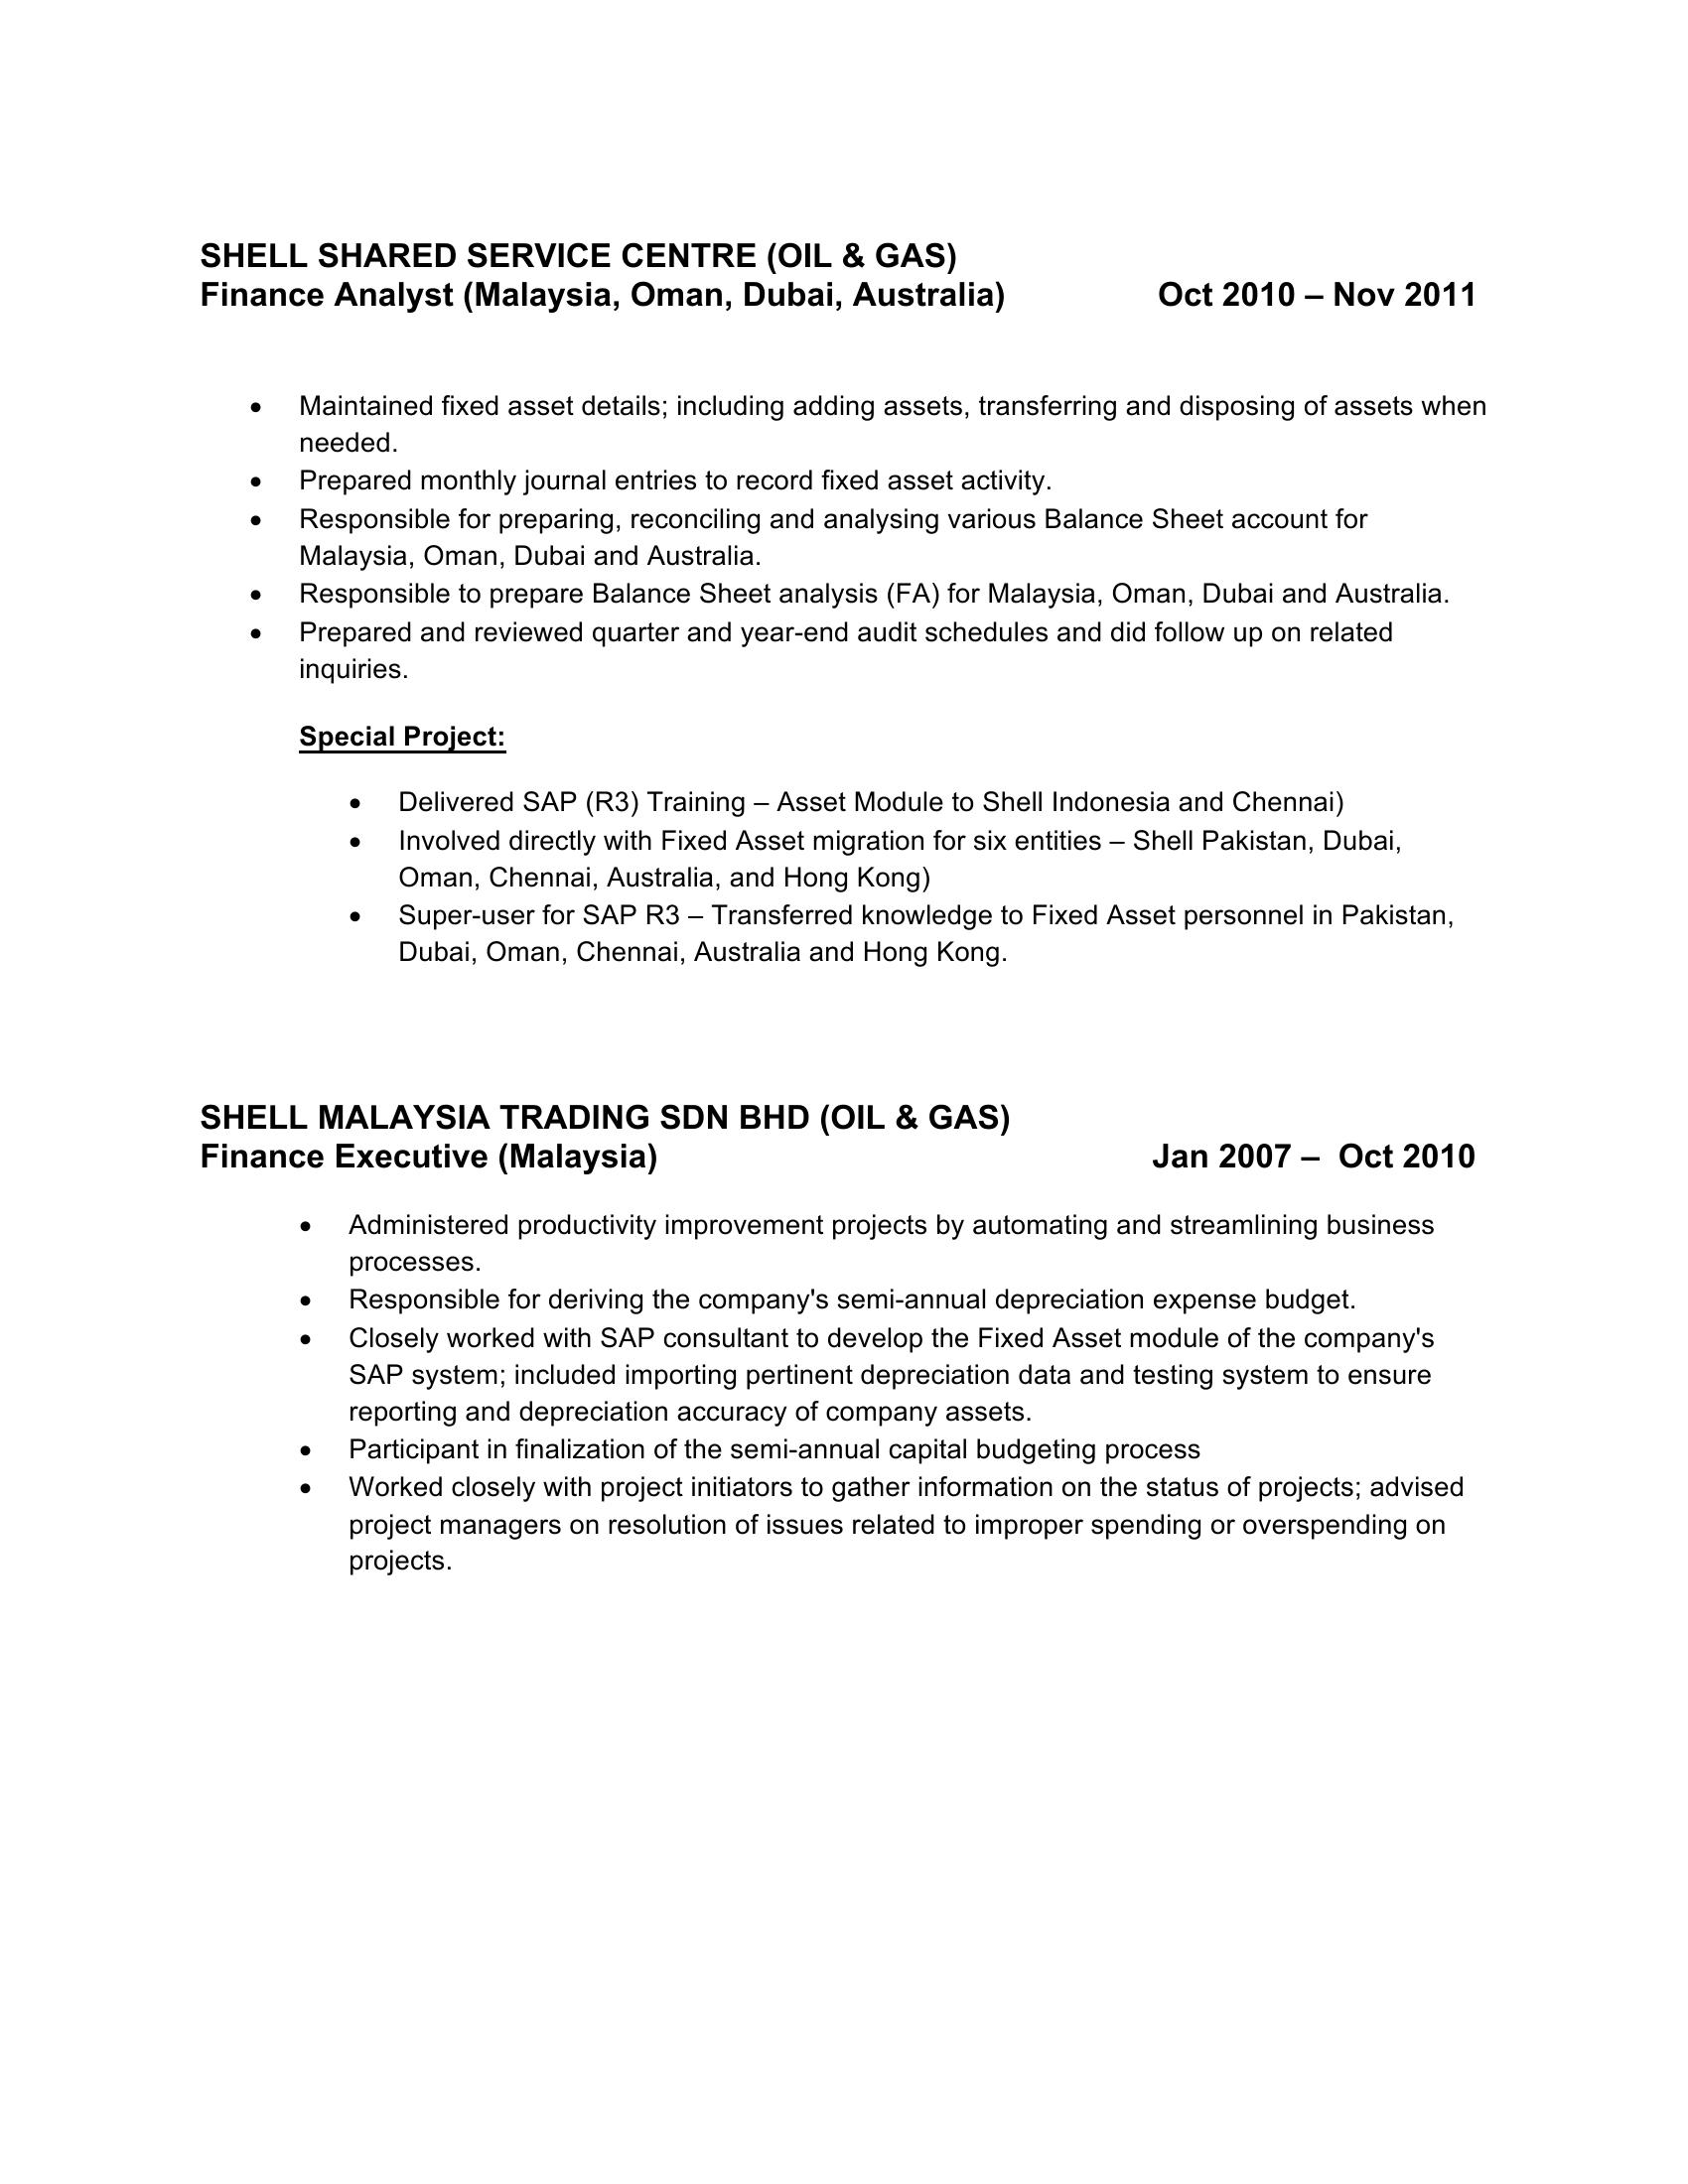 SHELL SHARED SERVICE CENTRE (OIL & GAS)
Finance Analyst (Malaysia, Oman, Dubai, Australia) Oct 2010 – Nov 2011
• Maintained fixed asset details; including adding assets, transferring and disposing of assets when
needed.
• Prepared monthly journal entries to record fixed asset activity.
• Responsible for preparing, reconciling and analysing various Balance Sheet account for
Malaysia, Oman, Dubai and Australia.
• Responsible to prepare Balance Sheet analysis (FA) for Malaysia, Oman, Dubai and Australia.
• Prepared and reviewed quarter and year-end audit schedules and did follow up on related
inquiries.
Special Project:
• Delivered SAP (R3) Training – Asset Module to Shell Indonesia and Chennai)
• Involved directly with Fixed Asset migration for six entities – Shell Pakistan, Dubai,
Oman, Chennai, Australia, and Hong Kong)
• Super-user for SAP R3 – Transferred knowledge to Fixed Asset personnel in Pakistan,
Dubai, Oman, Chennai, Australia and Hong Kong.
SHELL MALAYSIA TRADING SDN BHD (OIL & GAS)
Finance Executive (Malaysia) Jan 2007 – Oct 2010
• Administered productivity improvement projects by automating and streamlining business
processes.
• Responsible for deriving the company's semi-annual depreciation expense budget.
• Closely worked with SAP consultant to develop the Fixed Asset module of the company's
SAP system; included importing pertinent depreciation data and testing system to ensure
reporting and depreciation accuracy of company assets.
• Participant in finalization of the semi-annual capital budgeting process
• Worked closely with project initiators to gather information on the status of projects; advised
project managers on resolution of issues related to improper spending or overspending on
projects.